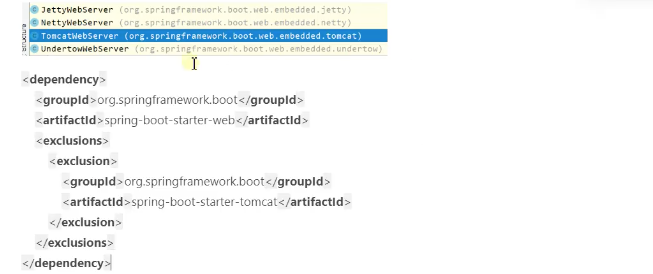 JettyWebServer (org.springframework.boot.web.embedded.jetty)
NettyWebServer (org.springframework.boot.web.embedded.netty)
TomcatWebServer (org.springframework.boot.web.embedded.tomcat)
UndertowWebServer (org.springframework.boot.web.embedded.undertow)
<dependency>
<groupId>org.springframework.boot</groupId>
<artifactId>spring-boot-starter-web</artifactId>
<exclusions>
<exclusion>
<groupId>org.springframework.boot</groupId>
<artifactId>spring-boot-starter-tomcat</artifactId>
</exclusion>
</exclusions>
</dependency>